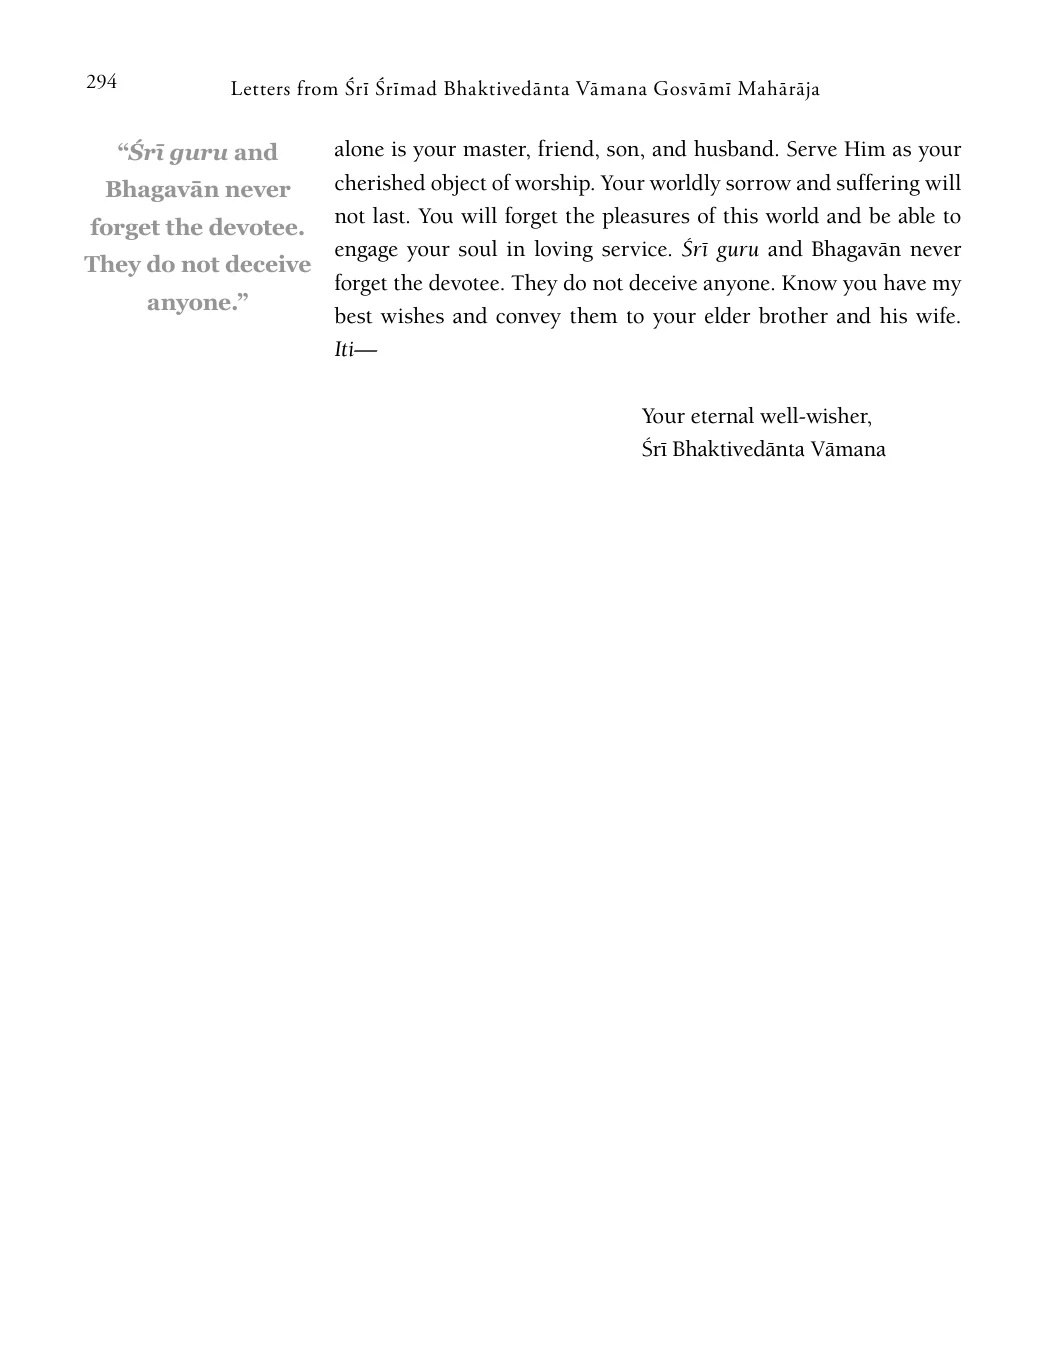 294
Letters from Śrī Śrīmad Bhaktivedānta Vāmana Gosvāmī Mahārāja
“Śrī guru and
Bhagavān never
forget the devotee.
They do not deceive
anyone.”
alone is your master, friend, son, and husband. Serve Him as your
cherished object of worship. Your worldly sorrow and suffering will
not last. You will forget the pleasures of this world and be able to
engage your soul in loving service. Śrī guru and Bhagavān never
forget the devotee. They do not deceive anyone. Know you have my
best wishes and convey them to your elder brother and his wife.
Iti—
Your eternal well-wisher,
Śrī Bhaktivedānta Vāmana